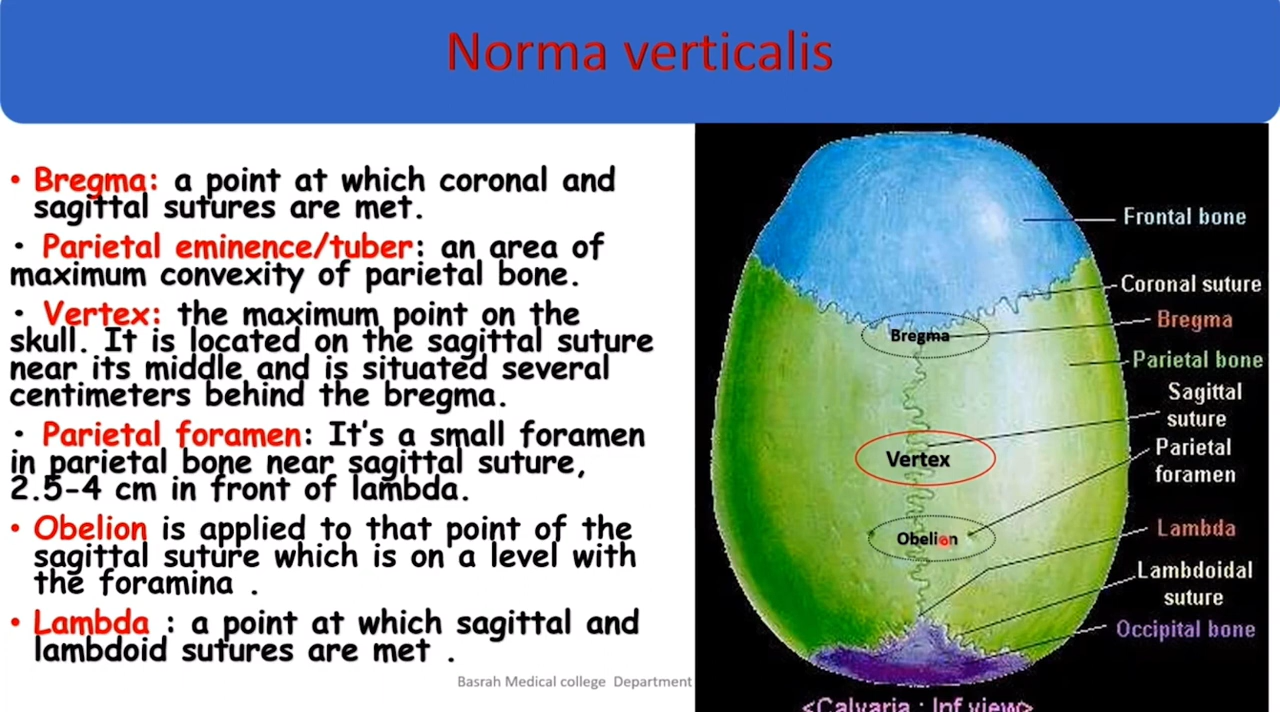 Norma verticalis
• Bregma: a point at which coronal and
sagittal sutures are met.
• Parietal eminence/tuber: an area of
maximum convexity of parietal bone.
• Vertex: the maximum point on the
skull. It is located on the sagittal suture
near its middle and is situated several
centimeters behind the bregma.
• Parietal foramen: It's a small foramen
in parietal bone near sagittal suture,
2.5-4 cm in front of lambda.
• Obelion is applied to that point of the
sagittal suture which is on a level with
the foramina .
• Lambda : a point at which sagittal and
lambdoid sutures are met .
Basrah Medical college Department
Frontal bone
Coronal suture
Bregma
Bregma
Parietal bone
Sagittal
suture
Vertex
Parietal
foramen
Obelion
Lambda
Lambdoidal
suture
Occipital bone
<Calvaria : Inf view>